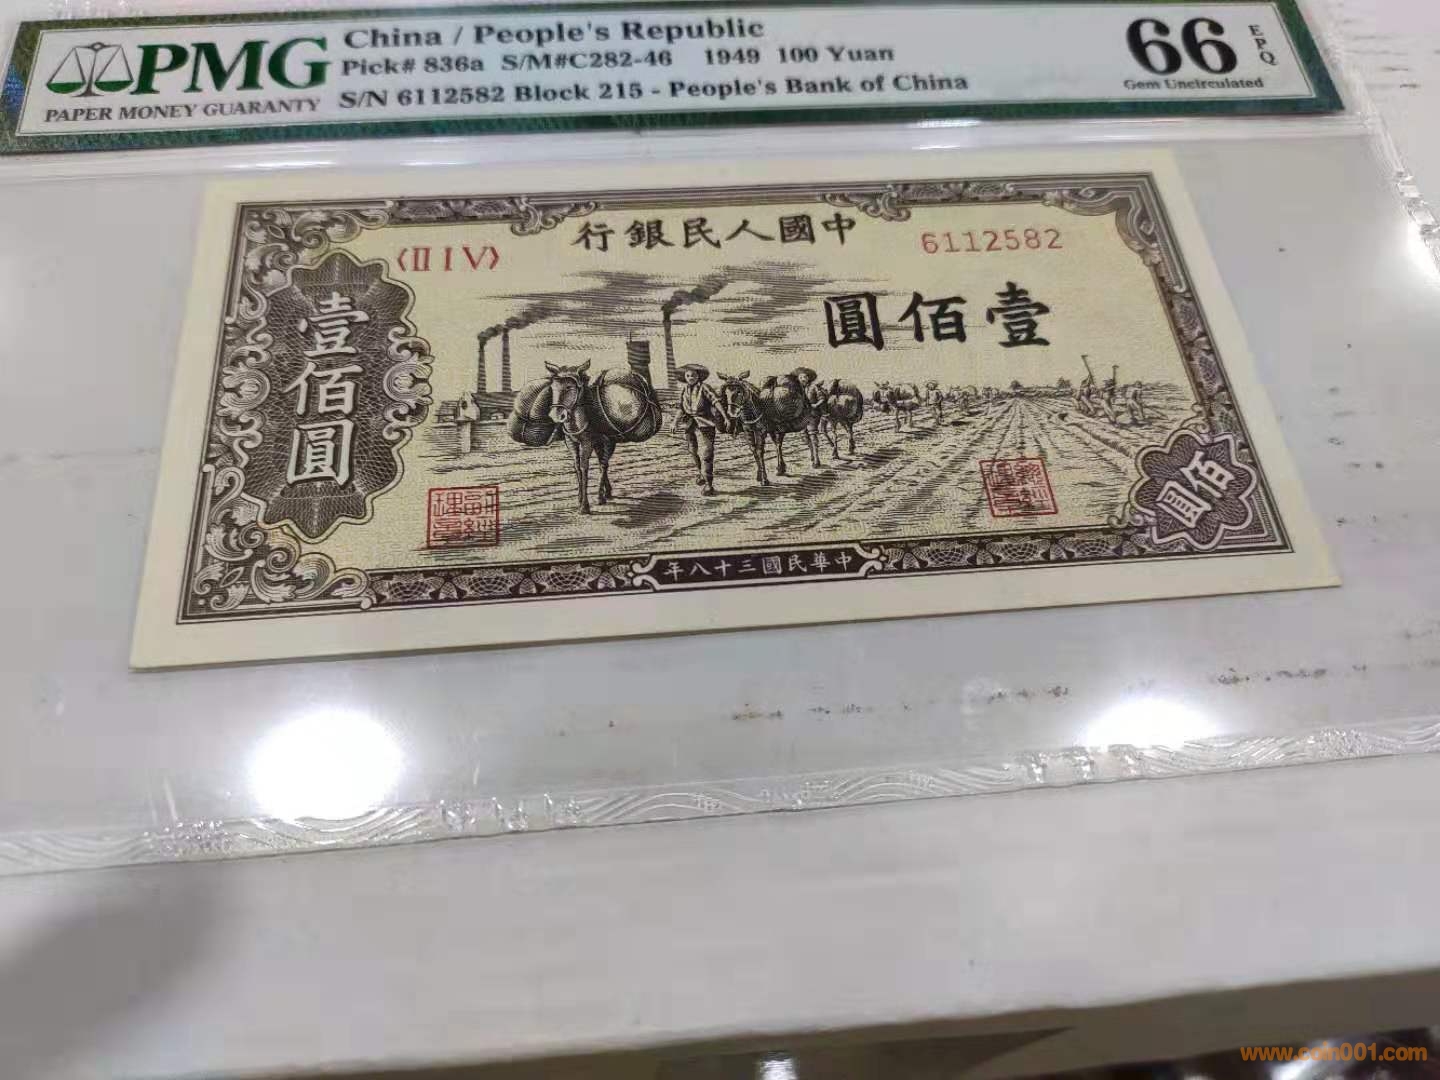 PMG
PAPER MONEY GUARANTY
China / People's Republic
Pick# 836a S/M#C282-46 1949 100 Yuan
S/N 6112582 Block 215 - People's Bank of China
66
EPQ
Gem Uncirculated
行銀民人國中
〈II I V〉
6112582
圓佰壹
壹佰圓
佰圓
年八十三國民華中
www.coin001.com